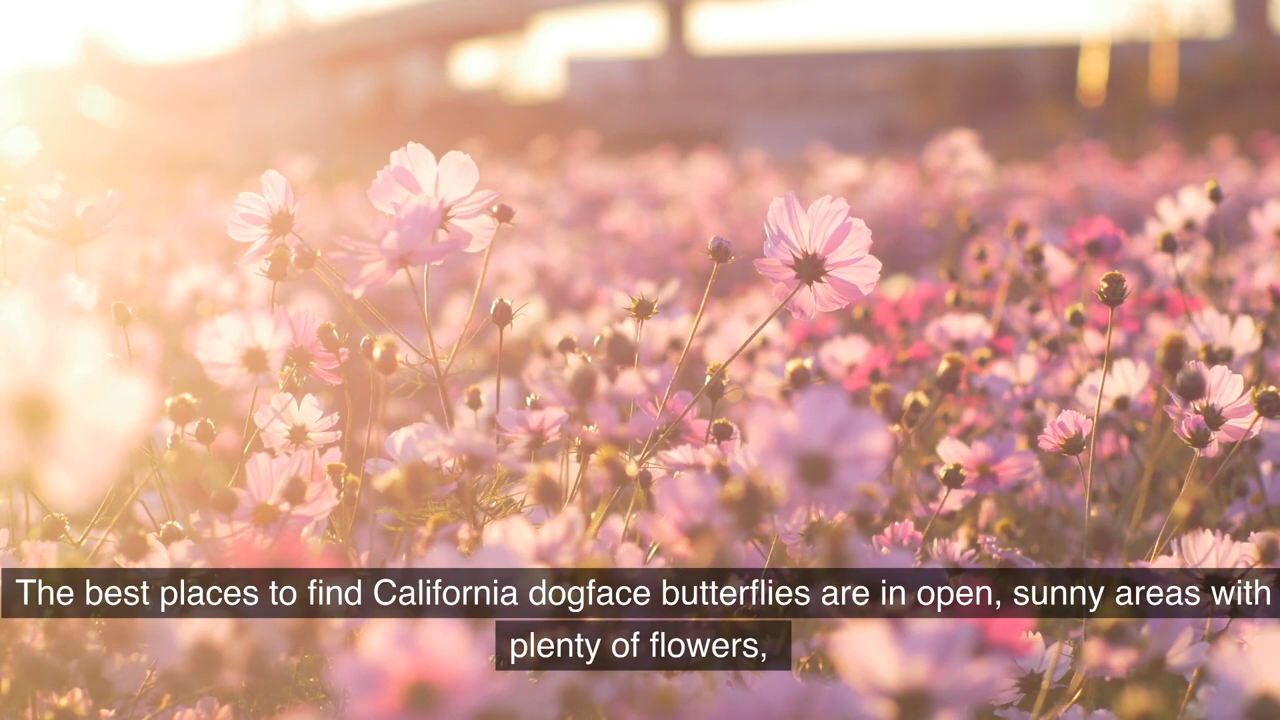 The best places to find California dogface butterflies are in open, sunny areas with
plenty of flowers,